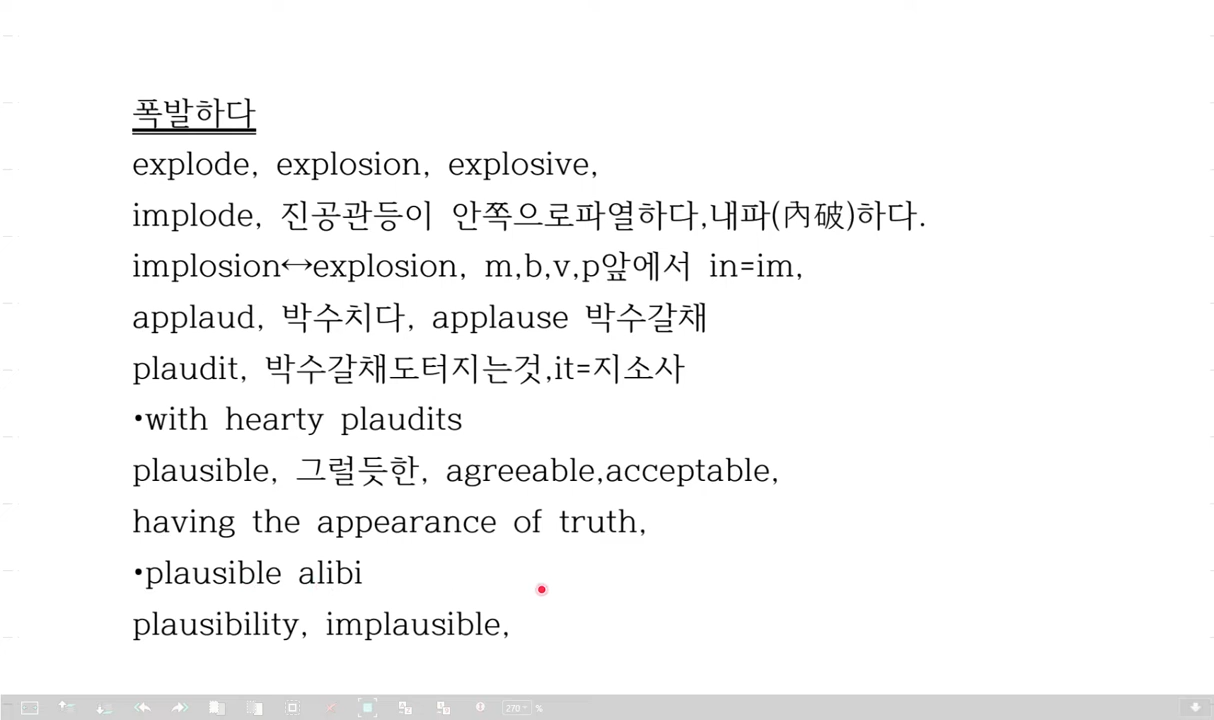 폭발하다
explode, explosion, explosive,
implode, 진공관등이 안쪽으로파열하다,내파(內破)하다.
implosion↔explosion, m,b,v,p앞에서 in=im,
applaud, 박수치다, applause 박수갈채
plaudit, 박수갈채도터지는것,it=지소사
•with hearty plaudits
plausible, 그럴듯한, agreeable,acceptable,
having the appearance of truth,
•plausible alibi
plausibility, implausible,
270 %